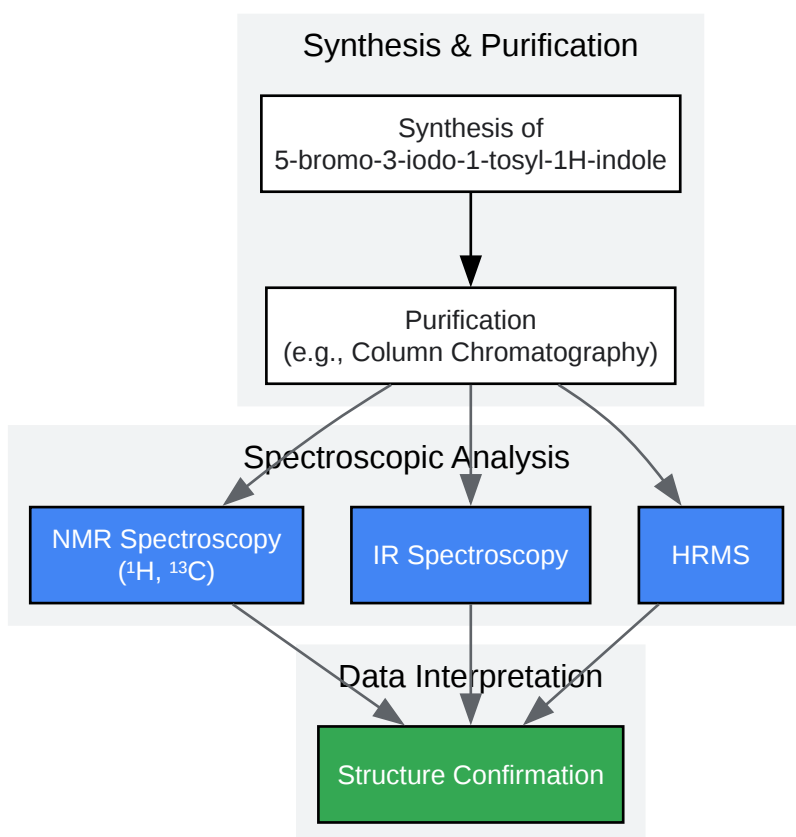 Synthesis & Purification
Synthesis of
5-bromo-3-iodo-1-tosyl-1H-indole
Purification
(e.g., Column Chromatography)
Spectroscopic Analysis
NMR Spectroscopy
(¹H, ¹³C)
IR Spectroscopy
HRMS
Data Interpretation
Structure Confirmation